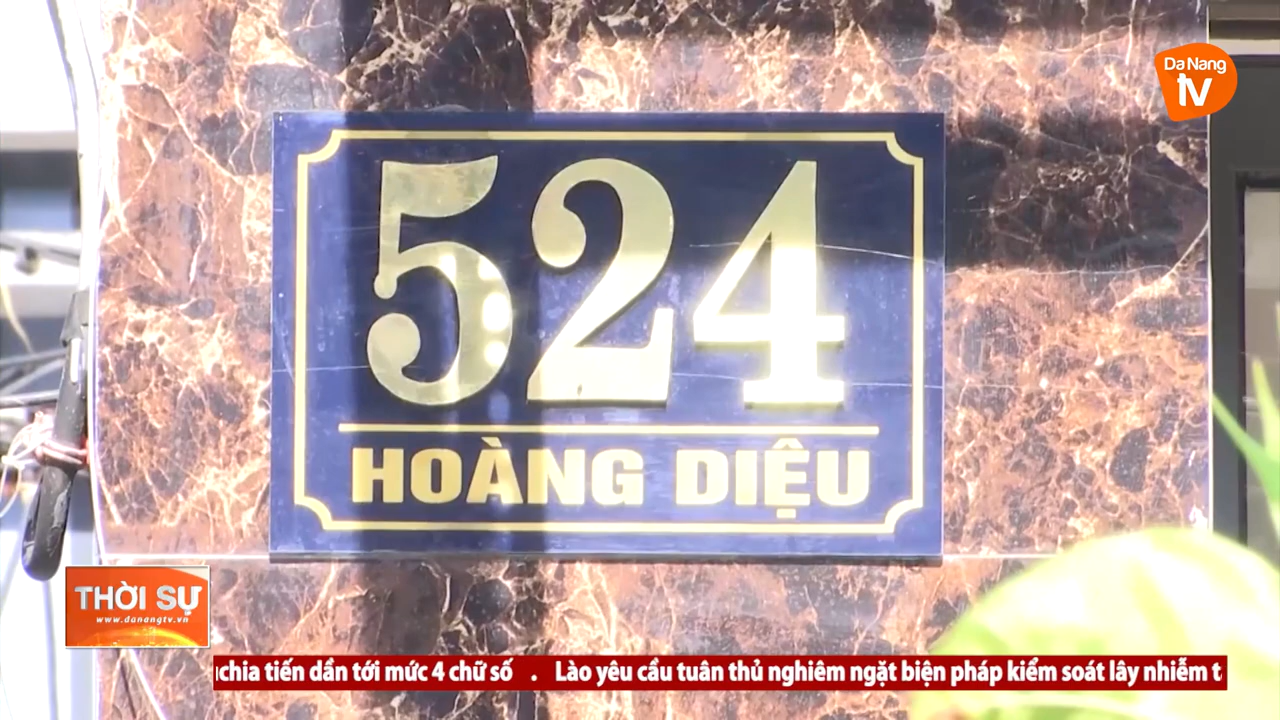 Da Nang
tv
524
HOÀNG DIỆU
THỜI SỰ
www.danangtv.vn
chia tiến dần tới mức 4 chữ số . Lào yêu cầu tuân thủ nghiêm ngặt biện pháp kiểm soát lây nhiễm